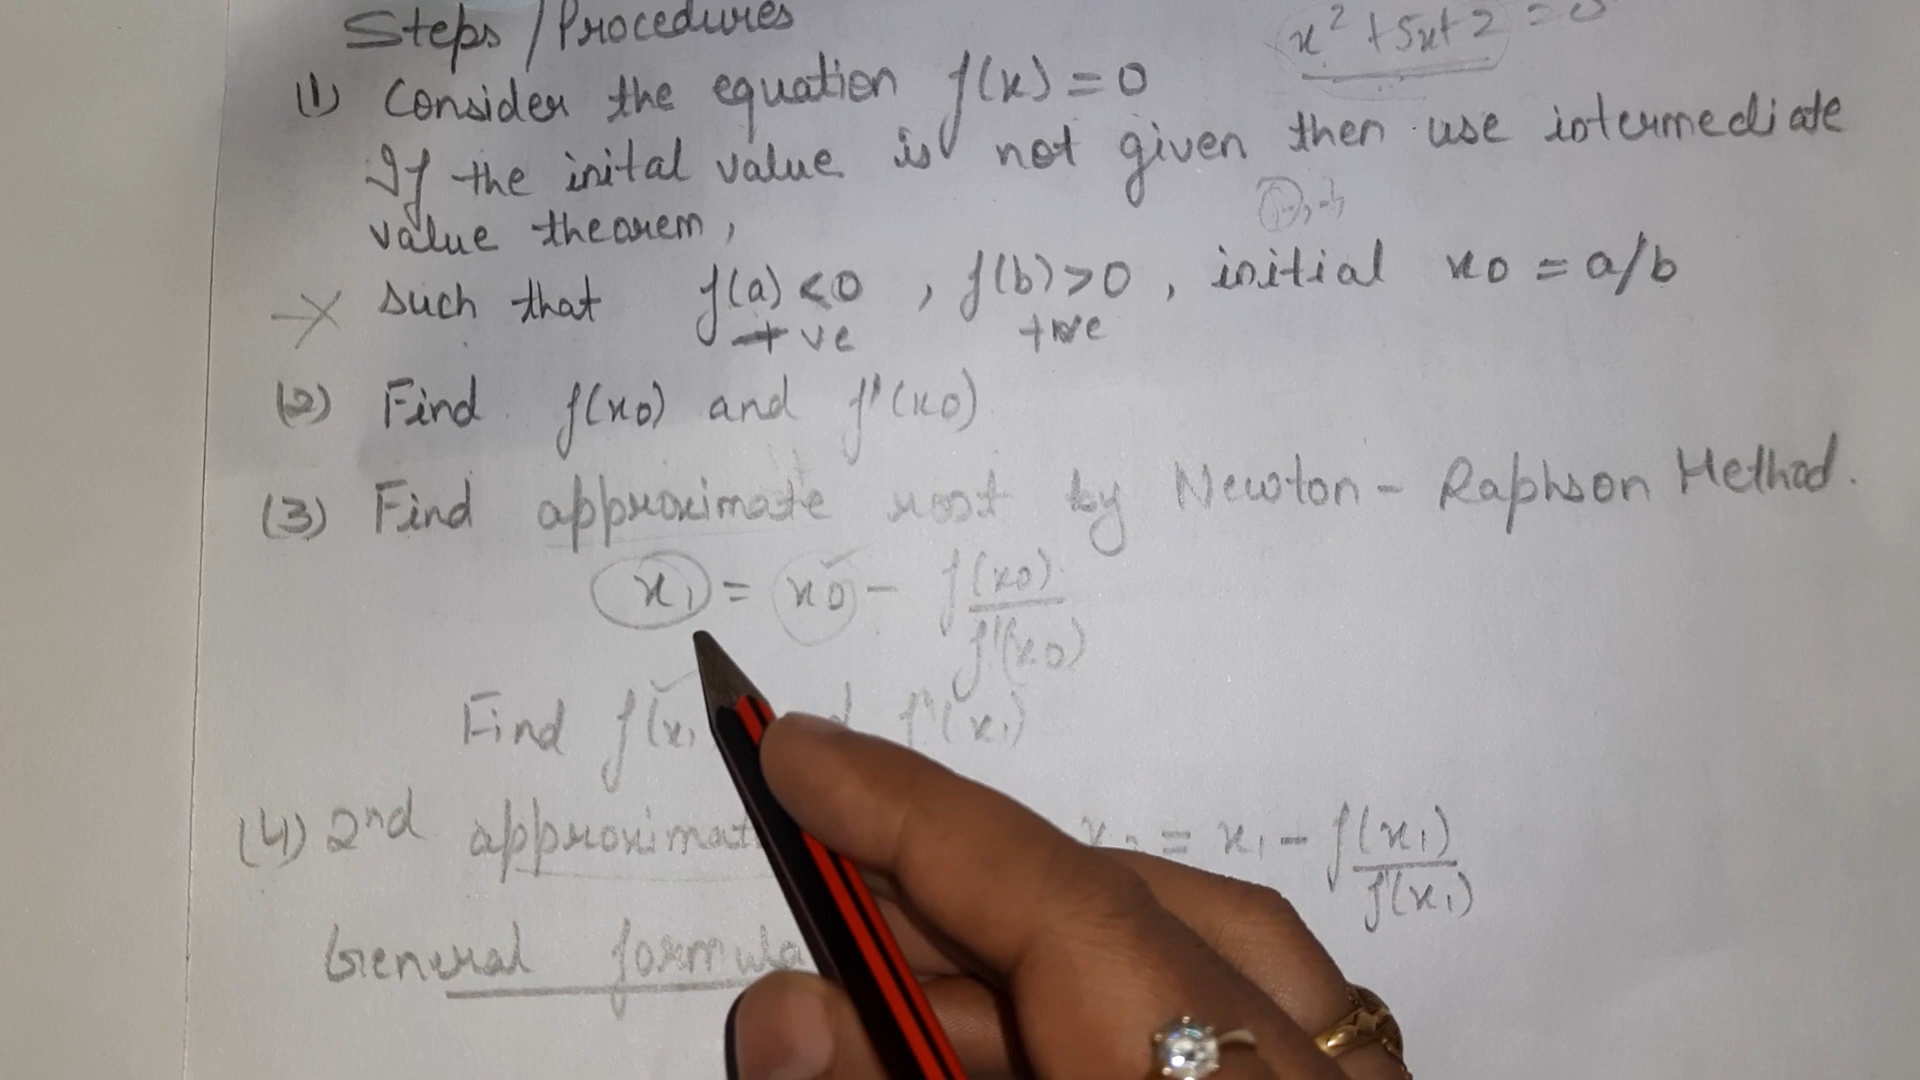 Steps/Procedures
x² + 5x + 2 = 0
(1) Consider the equation f(x) = 0
If the inital value is not given then use intermediate
value theorem,
such that f(a) < 0 , f(b) > 0 , initial x0 = a/b
+ve +ve
(2) Find f(x0) and f'(x0)
(3) Find approximate root by Newton - Raphson Method.
x1 = x0 - f(x0)/f'(x0)
Find f(x1 f'(x1)
(4) 2nd approximat x2 = x1 - f(x1)/f'(x1)
General formula